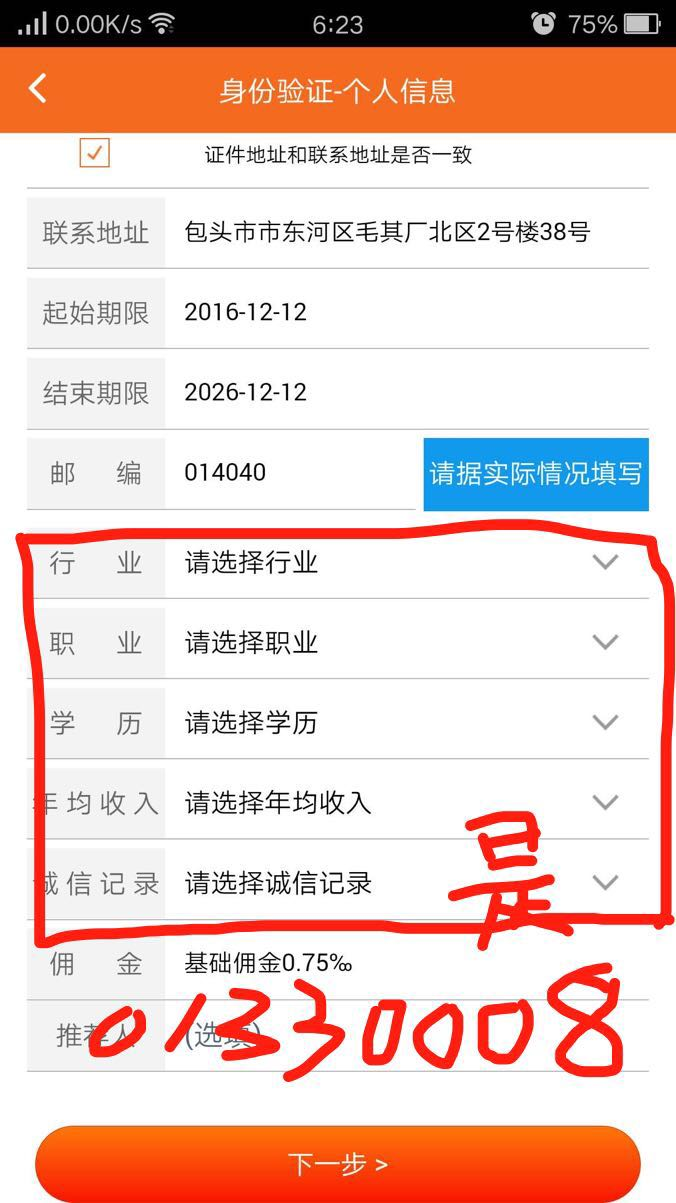 0.00K/s 6:23 75%
身份验证-个人信息
证件地址和联系地址是否一致
联系地址 包头市市东河区毛其厂北区2号楼38号
起始期限 2016-12-12
结束期限 2026-12-12
邮 编 014040 请据实际情况填写
行 业 请选择行业
职 业 请选择职业
学 历 请选择学历
年均收入 请选择年均收入
诚信记录 请选择诚信记录 是
佣 金 基础佣金0.75‰
推荐人 (选填) 01330008
下一步 >